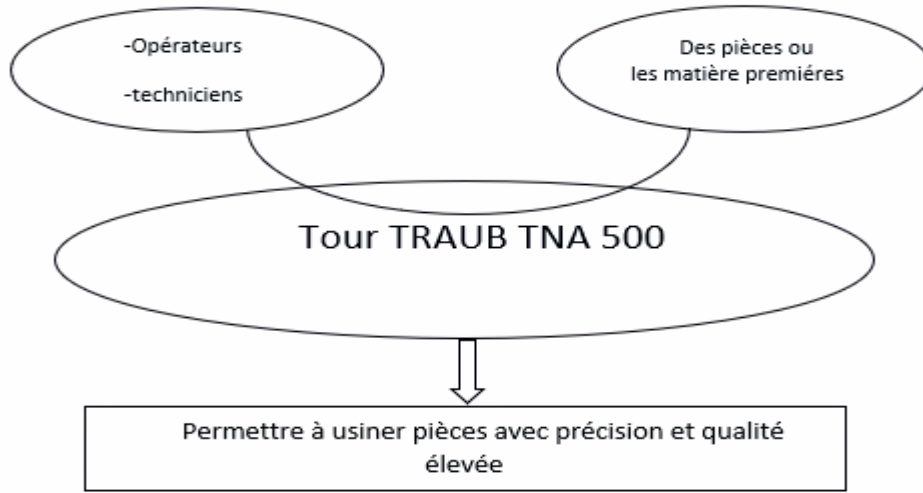 -Opérateurs
-techniciens
Des pièces ou
les matière premiéres
Tour TRAUB TNA 500
Permettre à usiner pièces avec précision et qualité
élevée